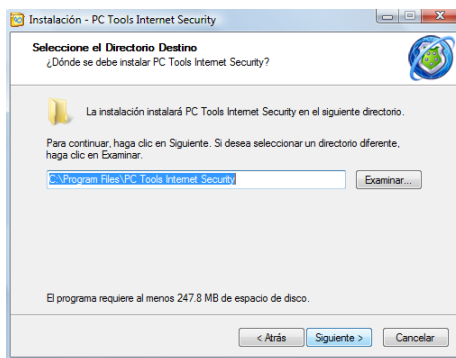 Instalación - PC Tools Internet Security
Seleccione el Directorio Destino
¿Dónde se debe instalar PC Tools Internet Security?
La instalación instalará PC Tools Internet Security en el siguiente directorio.
Para continuar, haga clic en Siguiente. Si desea seleccionar un directorio diferente,
haga clic en Examinar.
C:\Program Files\PC Tools Internet Security
Examinar...
El programa requiere al menos 247.8 MB de espacio de disco.
< Atrás
Siguiente >
Cancelar